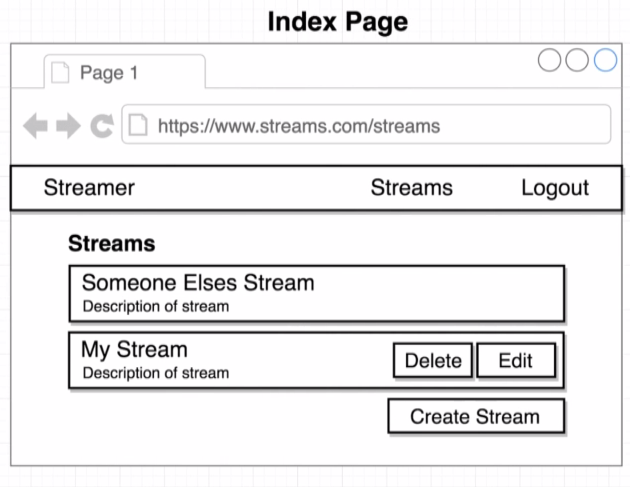 Index Page
Page 1
https://www.streams.com/streams
Streamer Streams Logout
Streams
Someone Elses Stream
Description of stream
My Stream
Description of stream
Delete Edit
Create Stream